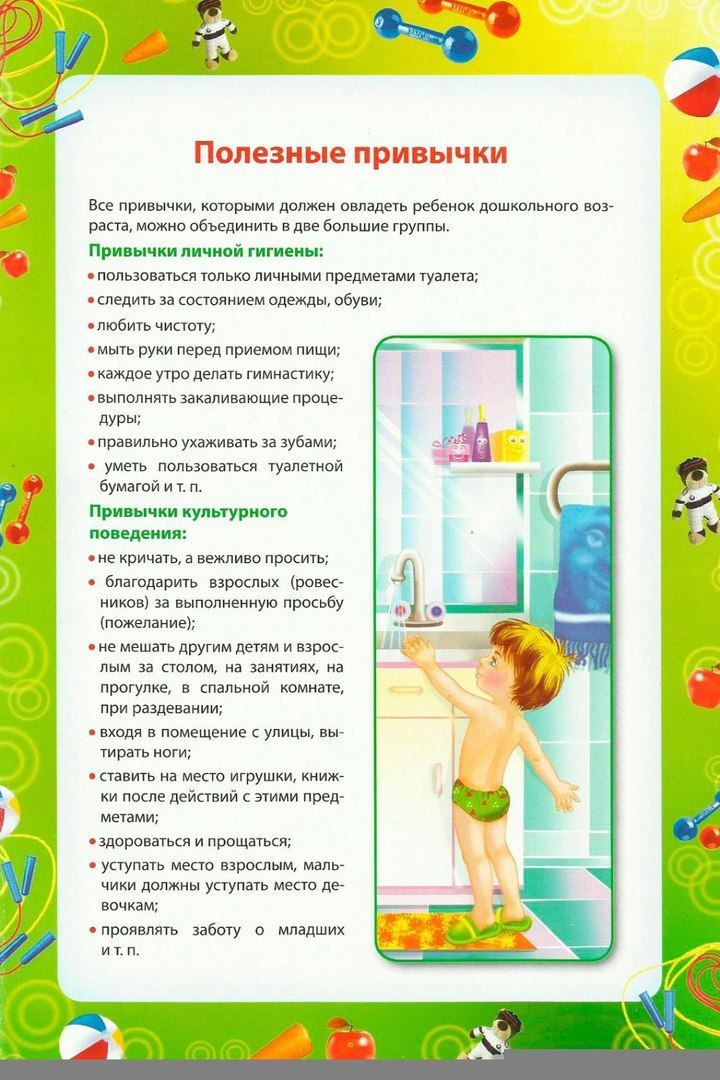 Полезные привычки
Все привычки, которыми должен овладеть ребенок дошкольного воз-
раста, можно объединить в две большие группы.
Привычки личной гигиены:
• пользоваться только личными предметами туалета;
• следить за состоянием одежды, обуви;
• любить чистоту;
• мыть руки перед приемом пищи;
• каждое утро делать гимнастику;
• выполнять закаливающие проце-
дуры;
• правильно ухаживать за зубами;
• уметь пользоваться туалетной
бумагой и т. п.
Привычки культурного
поведения:
• не кричать, а вежливо просить;
• благодарить взрослых (ровес-
ников) за выполненную просьбу
(пожелание);
• не мешать другим детям и взрос-
лым за столом, на занятиях, на
прогулке, в спальной комнате,
при раздевании;
• входя в помещение с улицы, вы-
тирать ноги;
• ставить на место игрушки, книж-
ки после действий с этими пред-
метами;
• здороваться и прощаться;
• уступать место взрослым, маль-
чики должны уступать место де-
вочкам;
• проявлять заботу о младших
и т. п.